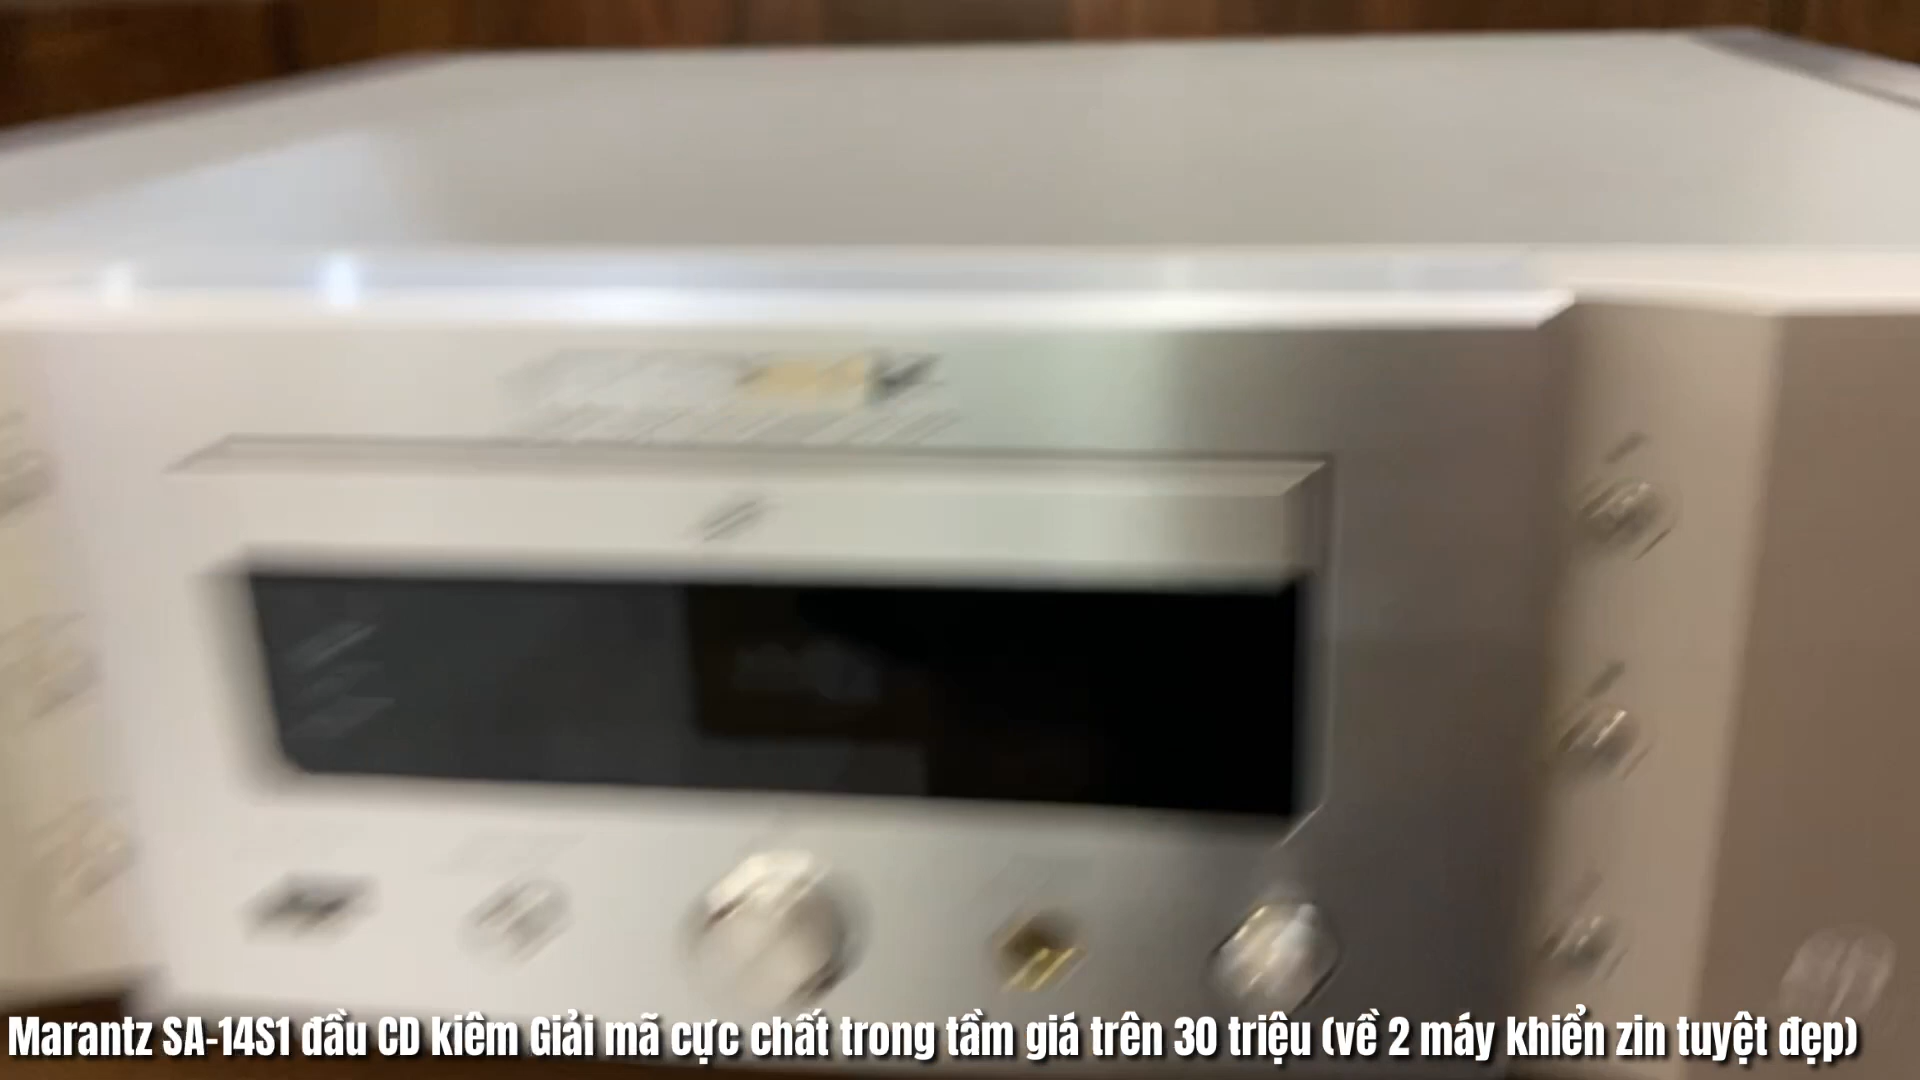 Marantz SA-14S1 đầu CD kiêm Giải mã cực chất trong tầm giá trên 30 triệu (về 2 máy khiển zin tuyệt đẹp)